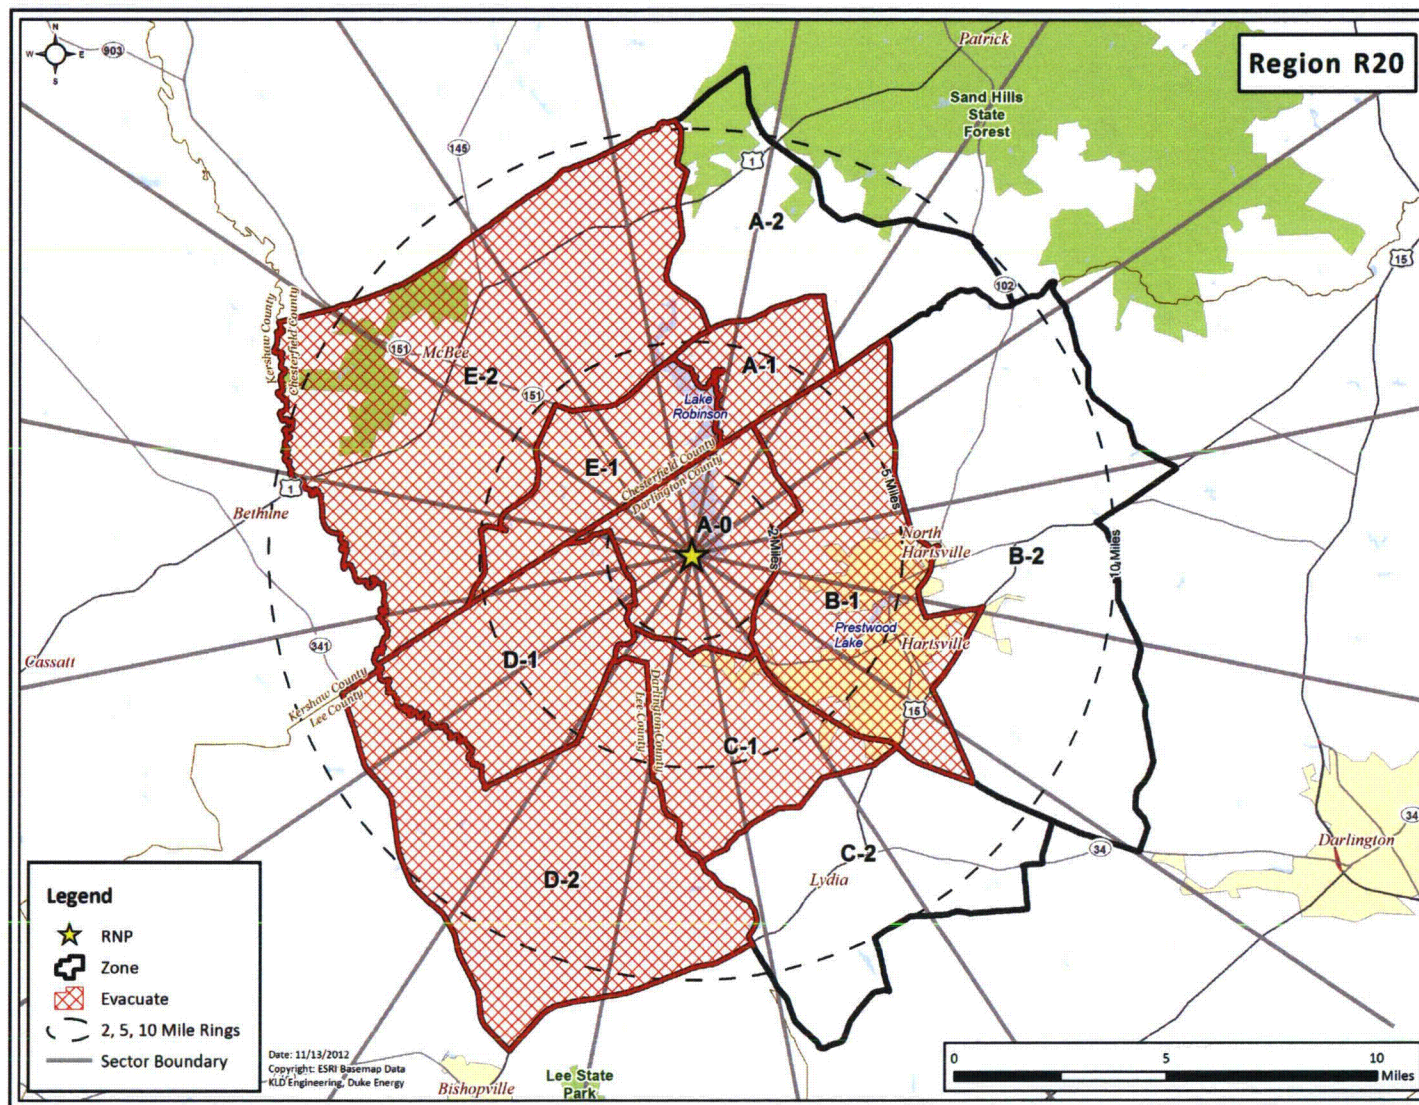 N
W E
S
903
Patrick
Region R20
Sand Hills
State
Forest
145
1
A-2
15
102
Kershaw County
Chesterfield County
151
McBee
E-2
151
A-1
Lake
Robinson
5 Miles
E-1
Chesterfield County
Darlington County
1
Bethune
A-0
2 Miles
North
Hartsville
B-2
10 Miles
B-1
Prestwood
Lake
Hartsville
341
Cassatt
D-1
Kershaw County
Lee County
Darlington County
Lee County
15
C-1
34
Darlington
34
C-2
Lydia
D-2
Legend
RNP
Zone
Evacuate
2, 5, 10 Mile Rings
Sector Boundary
Date: 11/13/2012
Copyright: ESRI Basemap Data
KLD Engineering, Duke Energy
Bishopville
Lee State
Park
0 5 10
Miles